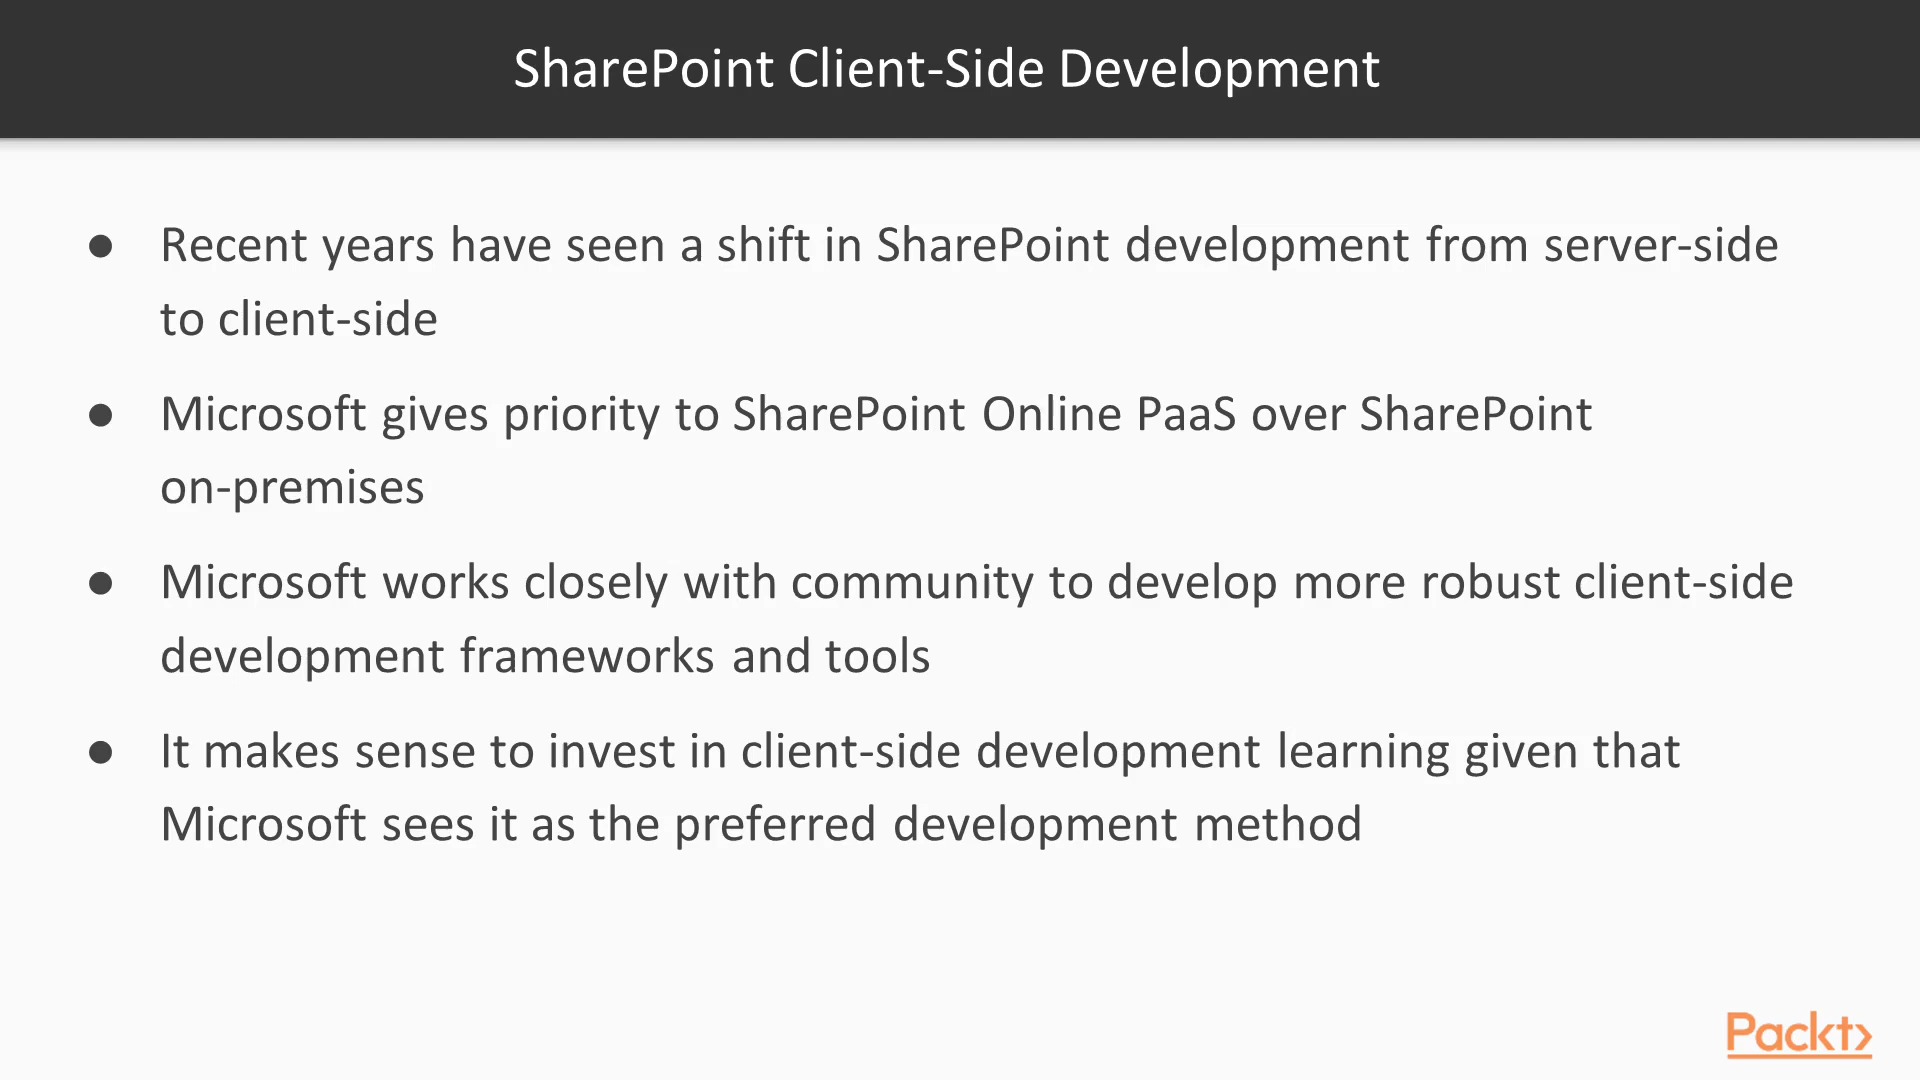 SharePoint Client-Side Development
● Recent years have seen a shift in SharePoint development from server-side
to client-side
● Microsoft gives priority to SharePoint Online PaaS over SharePoint
on-premises
● Microsoft works closely with community to develop more robust client-side
development frameworks and tools
● It makes sense to invest in client-side development learning given that
Microsoft sees it as the preferred development method
Packt>